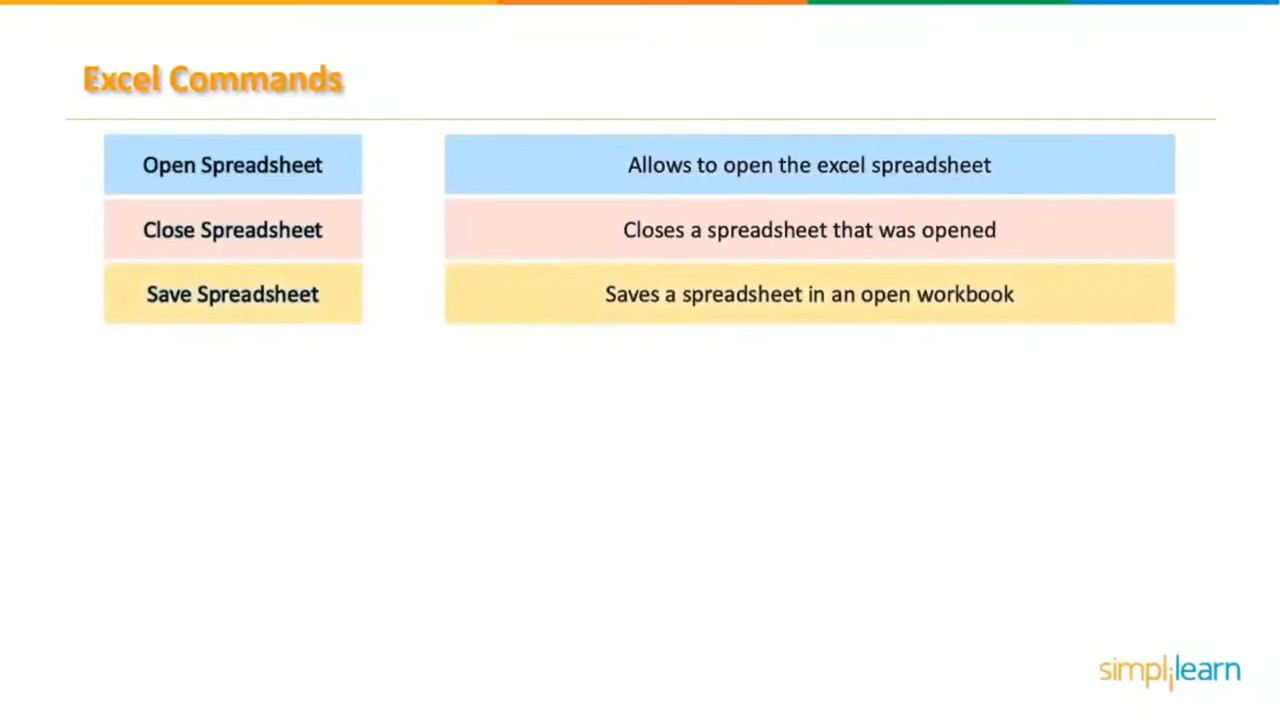 Excel Commands
Open Spreadsheet
Allows to open the excel spreadsheet
Close Spreadsheet
Closes a spreadsheet that was opened
Save Spreadsheet
Saves a spreadsheet in an open workbook
simplilearn